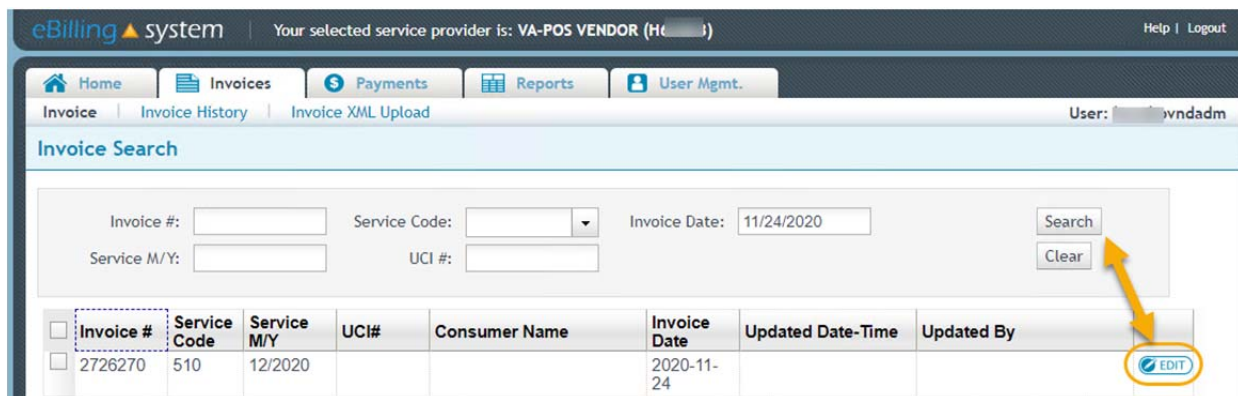 eBilling system Your selected service provider is: VA-POS VENDOR (H 3) Help | Logout
Home Invoices Payments Reports User Mgmt.
Invoice | Invoice History | Invoice XML Upload User: vndadm
Invoice Search
Invoice #: Service Code: Invoice Date: 11/24/2020 Search
Service M/Y: UCI #: Clear
Invoice # Service Code Service M/Y UCI# Consumer Name Invoice Date Updated Date-Time Updated By
2726270 510 12/2020 2020-11-24 EDIT